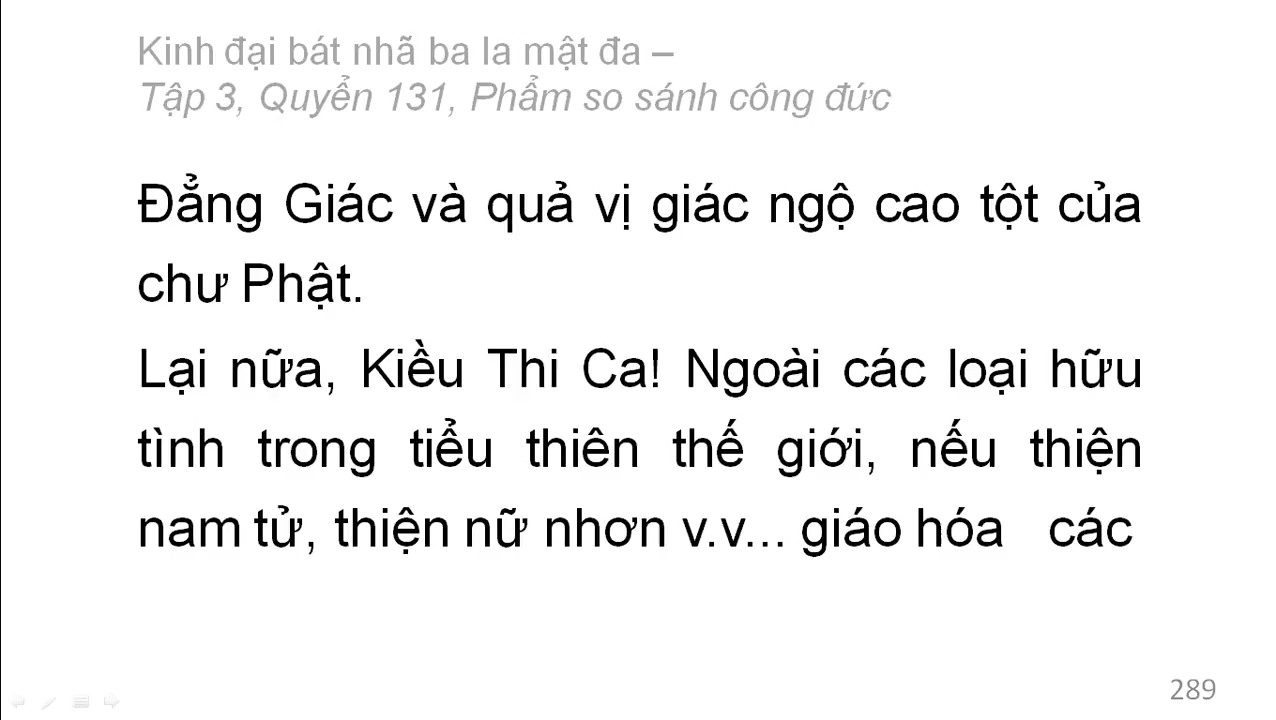 Kinh đại bát nhã ba la mật đa –
Tập 3, Quyển 131, Phẩm so sánh công đức
Đẳng Giác và quả vị giác ngộ cao tột của
chư Phật.
Lại nữa, Kiều Thi Ca! Ngoài các loại hữu
tình trong tiểu thiên thế giới, nếu thiện
nam tử, thiện nữ nhơn v.v... giáo hóa các
289